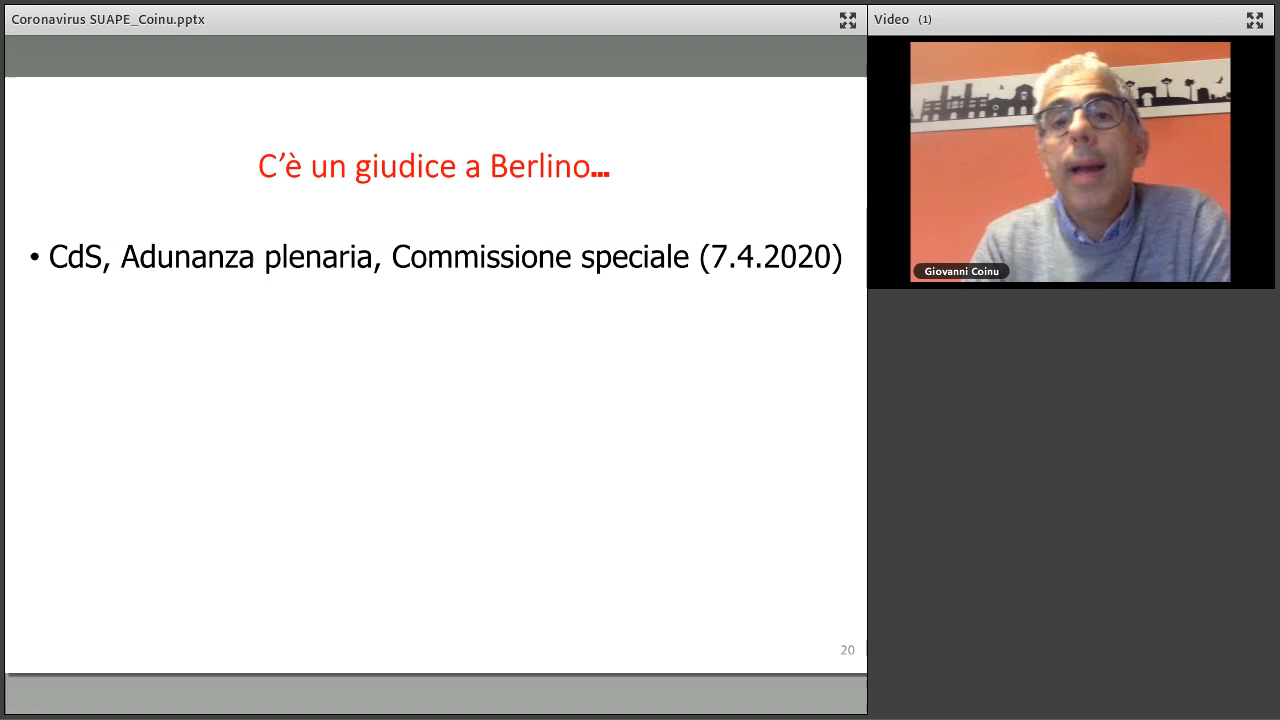 Coronavirus SUAPE_Coinu.pptx
Video (1)
C’è un giudice a Berlino...
• CdS, Adunanza plenaria, Commissione speciale (7.4.2020)
Giovanni Coinu
20